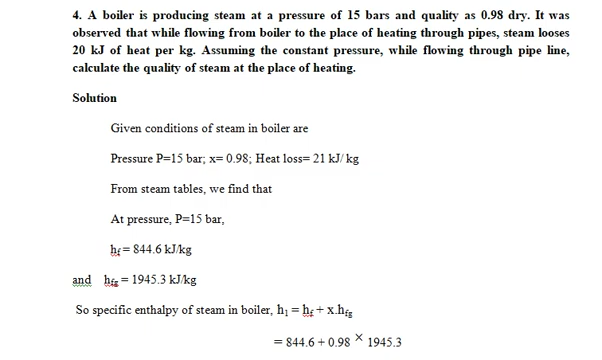 4. A boiler is producing steam at a pressure of 15 bars and quality as 0.98 dry. It was
observed that while flowing from boiler to the place of heating through pipes, steam looses
20 kJ of heat per kg. Assuming the constant pressure, while flowing through pipe line,
calculate the quality of steam at the place of heating.
Solution
Given conditions of steam in boiler are
Pressure P=15 bar; x= 0.98; Heat loss= 21 kJ/ kg
From steam tables, we find that
At pressure, P=15 bar,
hf = 844.6 kJ/kg
and hfg = 1945.3 kJ/kg
So specific enthalpy of steam in boiler, h1 = hf + x.hfg
= 844.6 + 0.98 × 1945.3